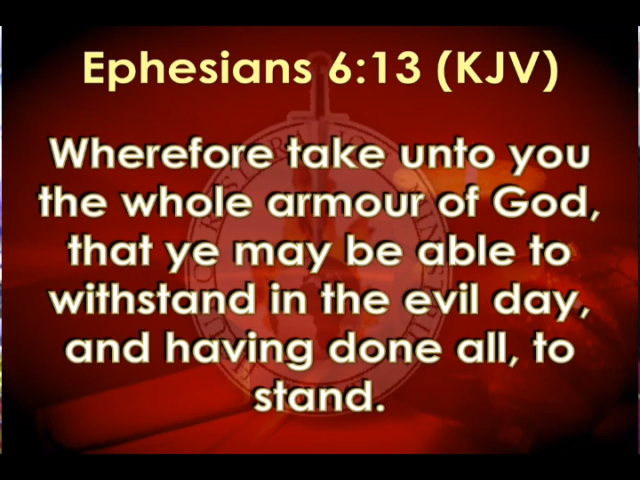 Ephesians 6:13 (KJV)
Wherefore take unto you
the whole armour of God,
that ye may be able to
withstand in the evil day,
and having done all, to
stand.